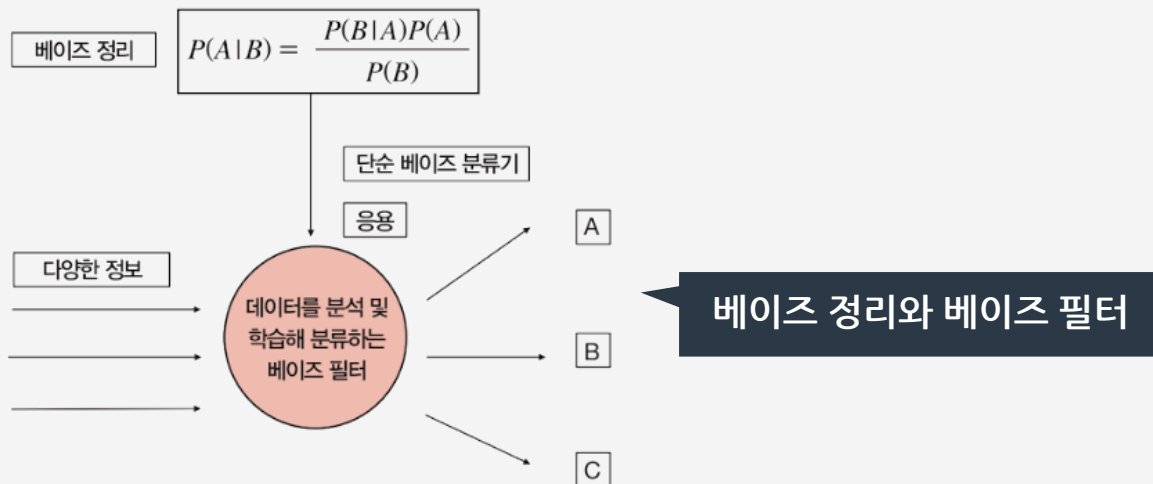 베이즈 정리
P(A|B) = P(B|A)P(A) / P(B)
단순 베이즈 분류기
응용
A
다양한 정보
데이터를 분석 및
학습해 분류하는
베이즈 필터
베이즈 정리와 베이즈 필터
B
C